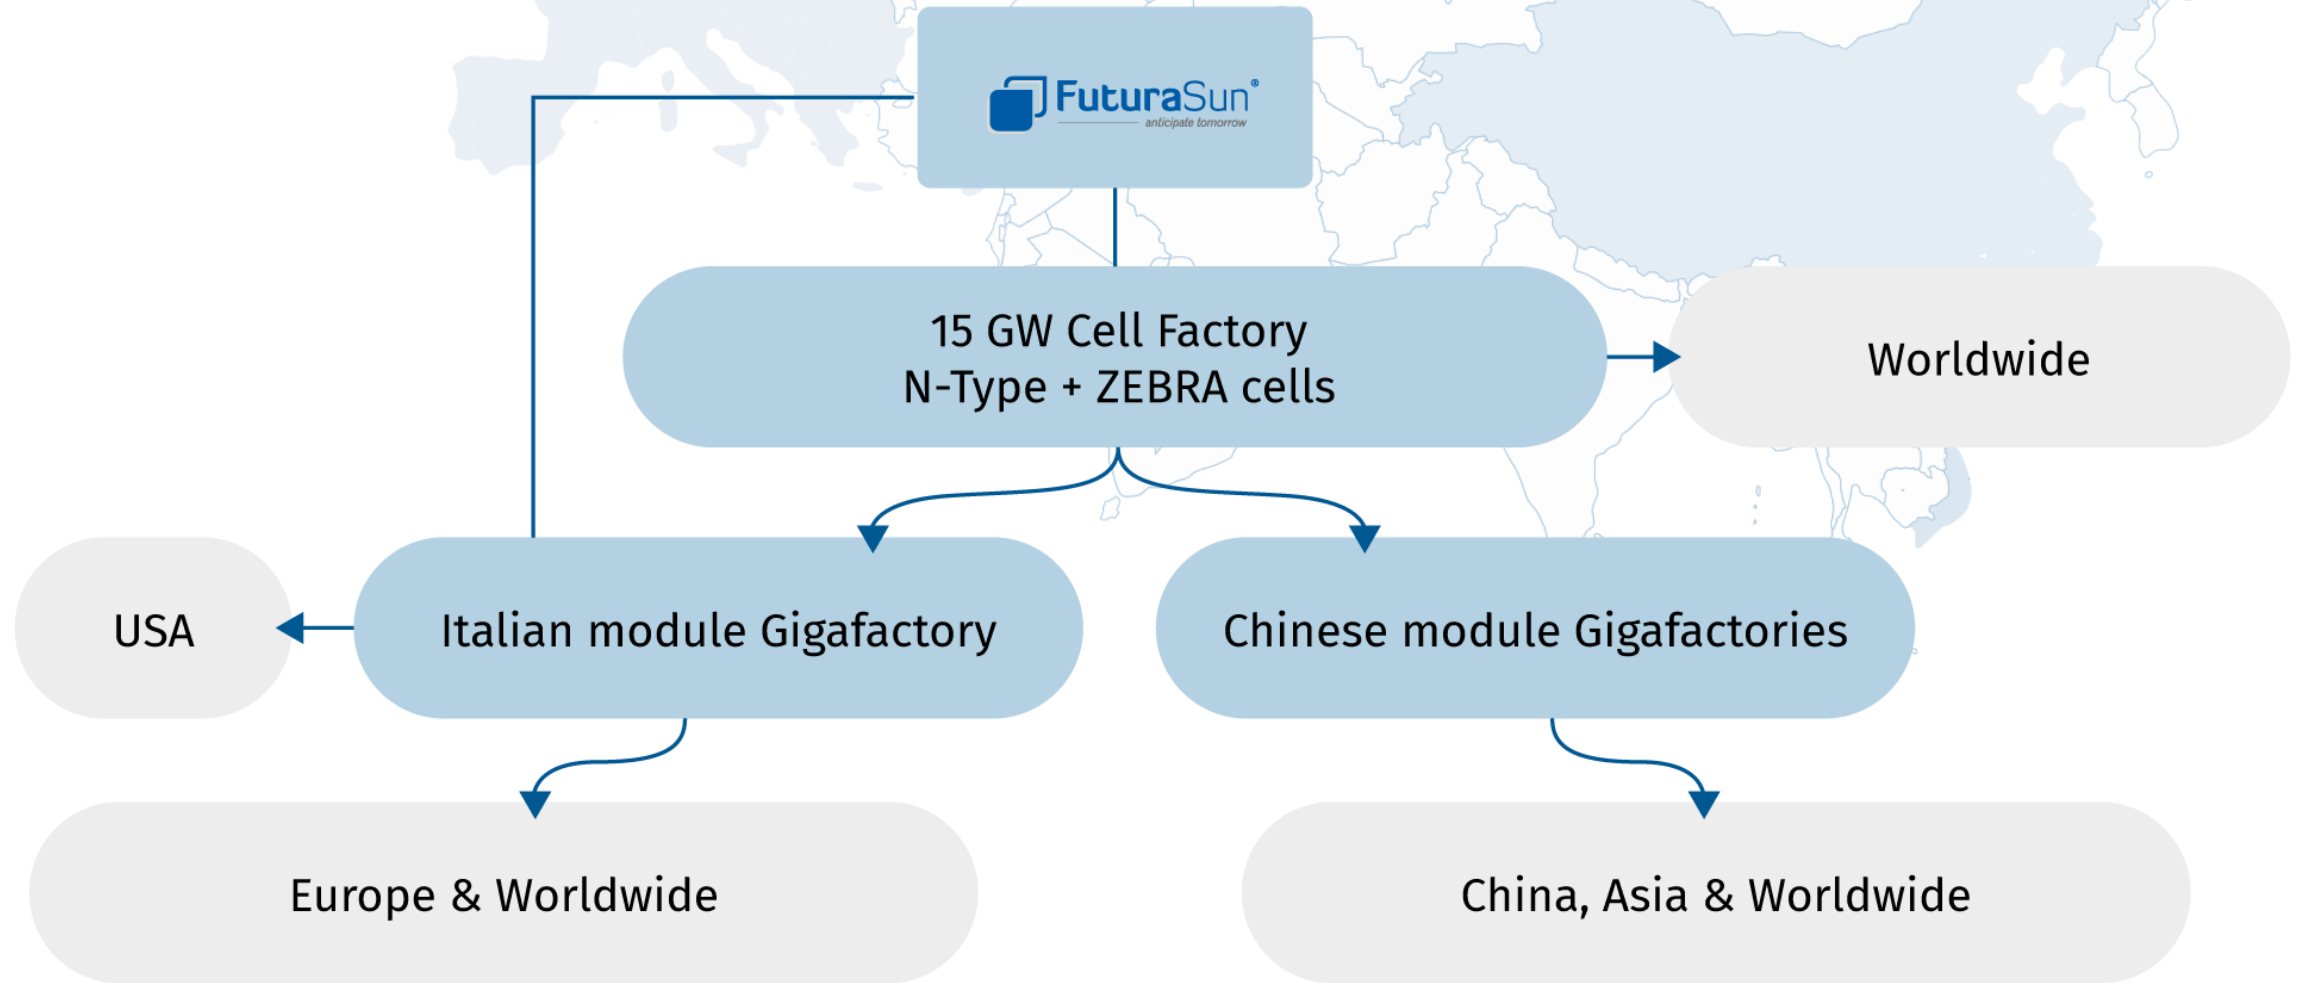 FuturaSun®
anticipate tomorrow
15 GW Cell Factory
N-Type + ZEBRA cells
Worldwide
USA
Italian module Gigafactory
Chinese module Gigafactories
Europe & Worldwide
China, Asia & Worldwide